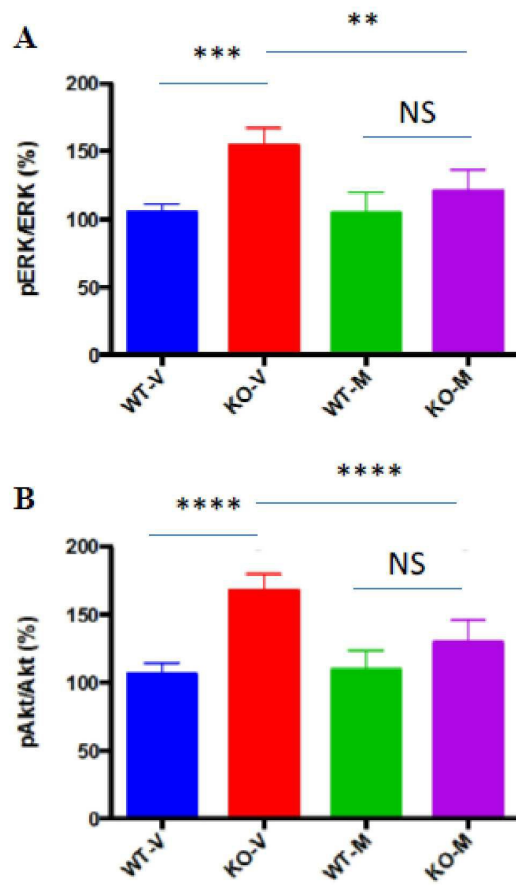 A
***
**
NS
pERK/ERK (%)
200
150
100
50
0
WT-V
KO-V
WT-M
KO-M
B
****
****
NS
pAkt/Akt (%)
200
150
100
50
0
WT-V
KO-V
WT-M
KO-M